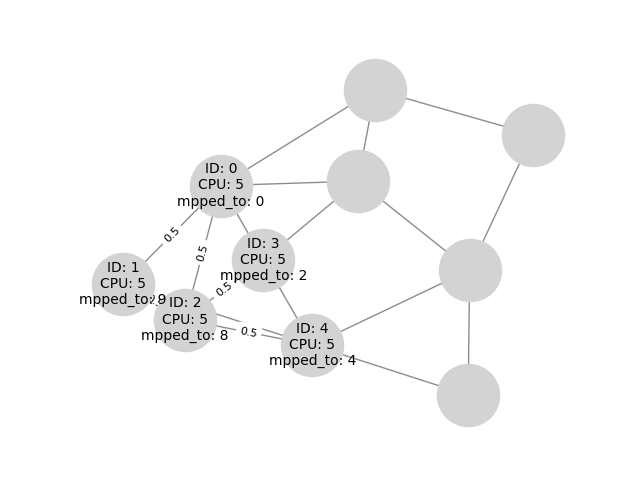 ID: 0
CPU: 5
mpped_to: 0
0.5
0.5
ID: 3
CPU: 5
mpped_to: 2
ID: 1
CPU: 5
mpped_to: 9
0.5
ID: 2
CPU: 5
mpped_to: 8
0.5
ID: 4
CPU: 5
mpped_to: 4